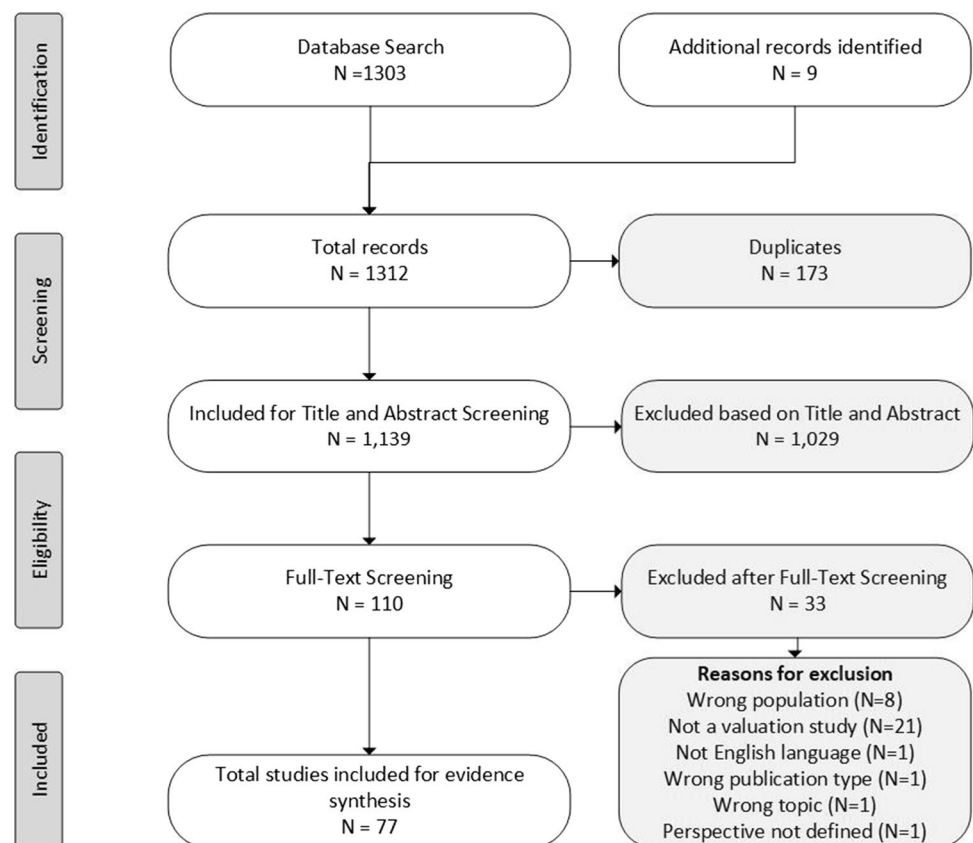 Identification
Database Search
N =1303
Additional records identified
N = 9
Screening
Total records
N = 1312
Duplicates
N = 173
Included for Title and Abstract Screening
N = 1,139
Excluded based on Title and Abstract
N = 1,029
Eligibility
Full-Text Screening
N = 110
Excluded after Full-Text Screening
N = 33
Included
Total studies included for evidence
synthesis
N = 77
Reasons for exclusion
Wrong population (N=8)
Not a valuation study (N=21)
Not English language (N=1)
Wrong publication type (N=1)
Wrong topic (N=1)
Perspective not defined (N=1)